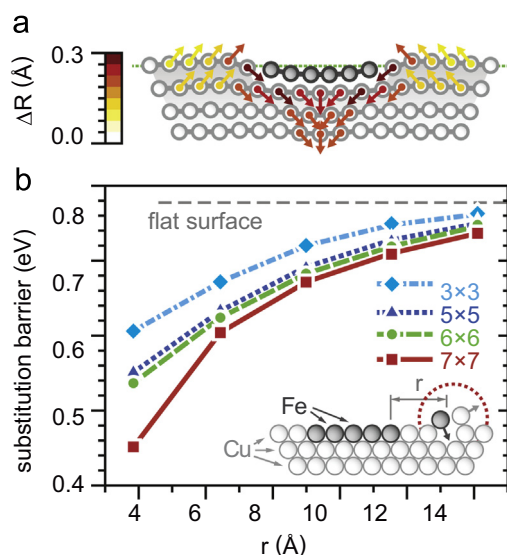 a
0.3
0.0
ΔR (Å)
b
0.8
0.7
0.6
0.5
0.4
substitution barrier (eV)
flat surface
3×3
5×5
6×6
7×7
r
Fe
Cu
4 6 8 10 12 14
r (Å)